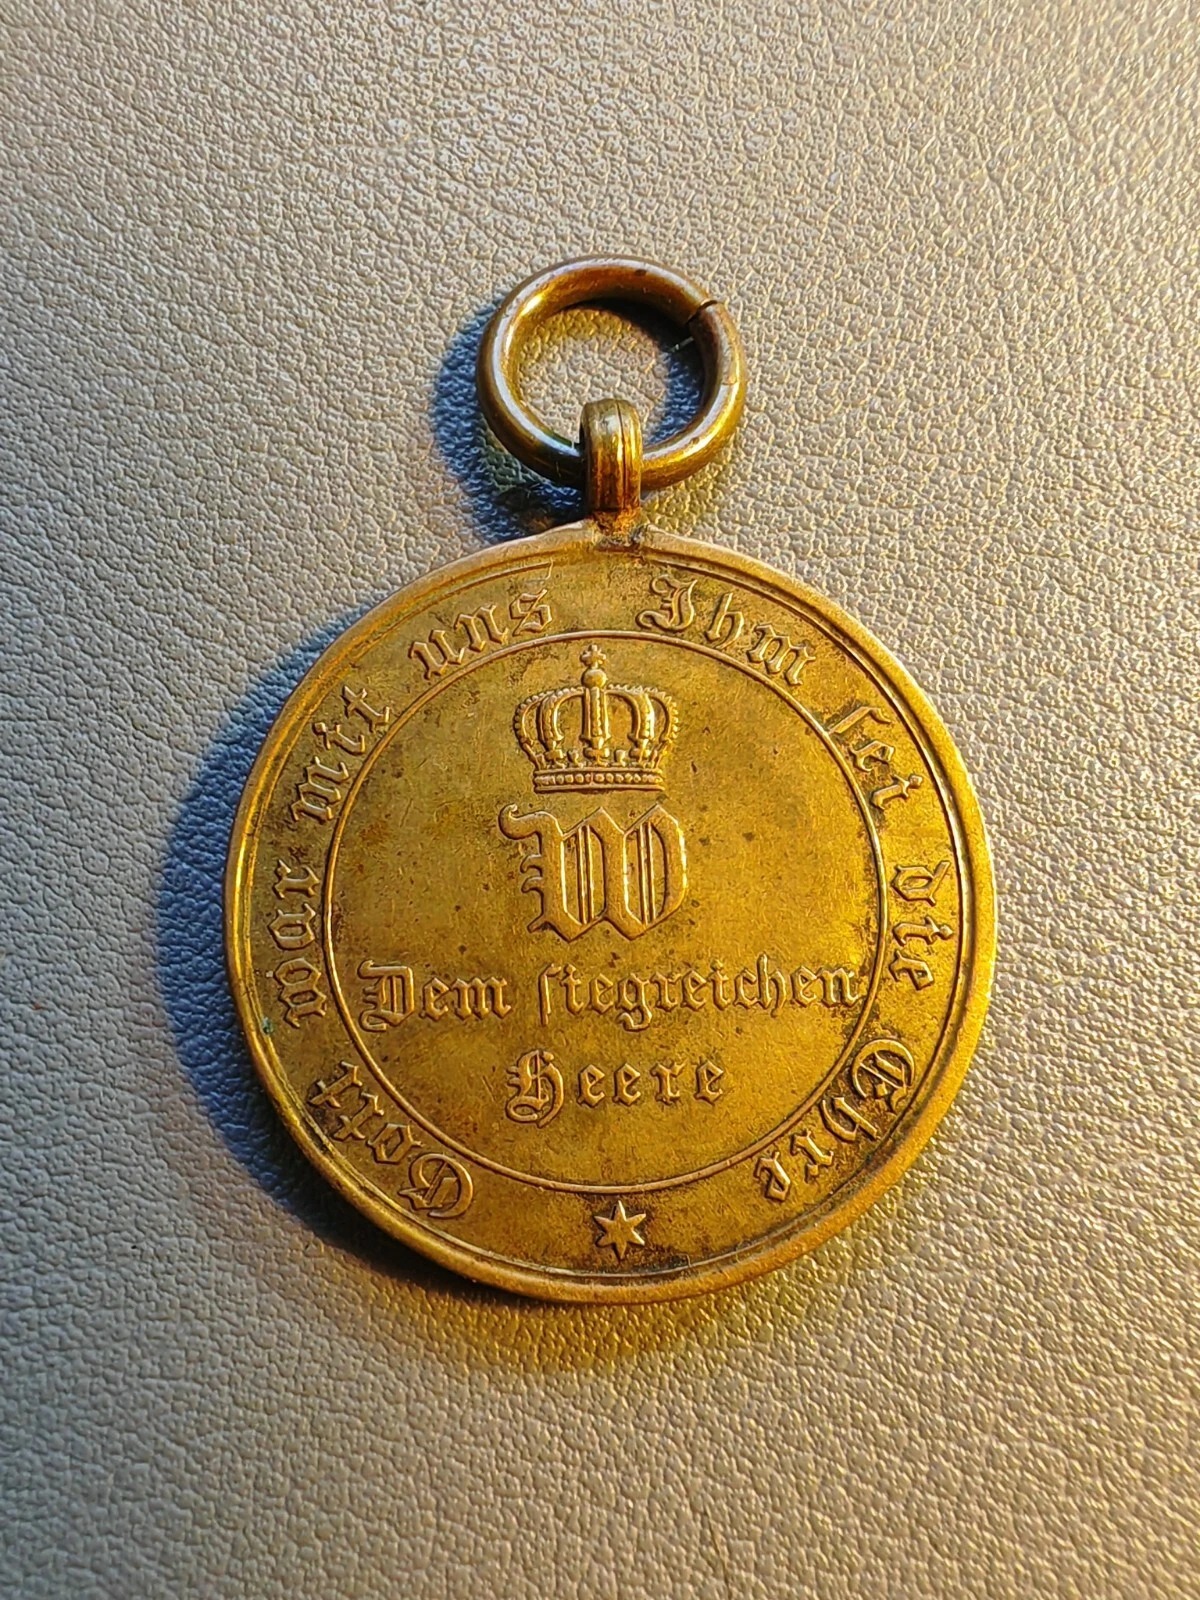 Gott war mit uns Ihm sei die Ehre
W
Dem siegreichen
Heere